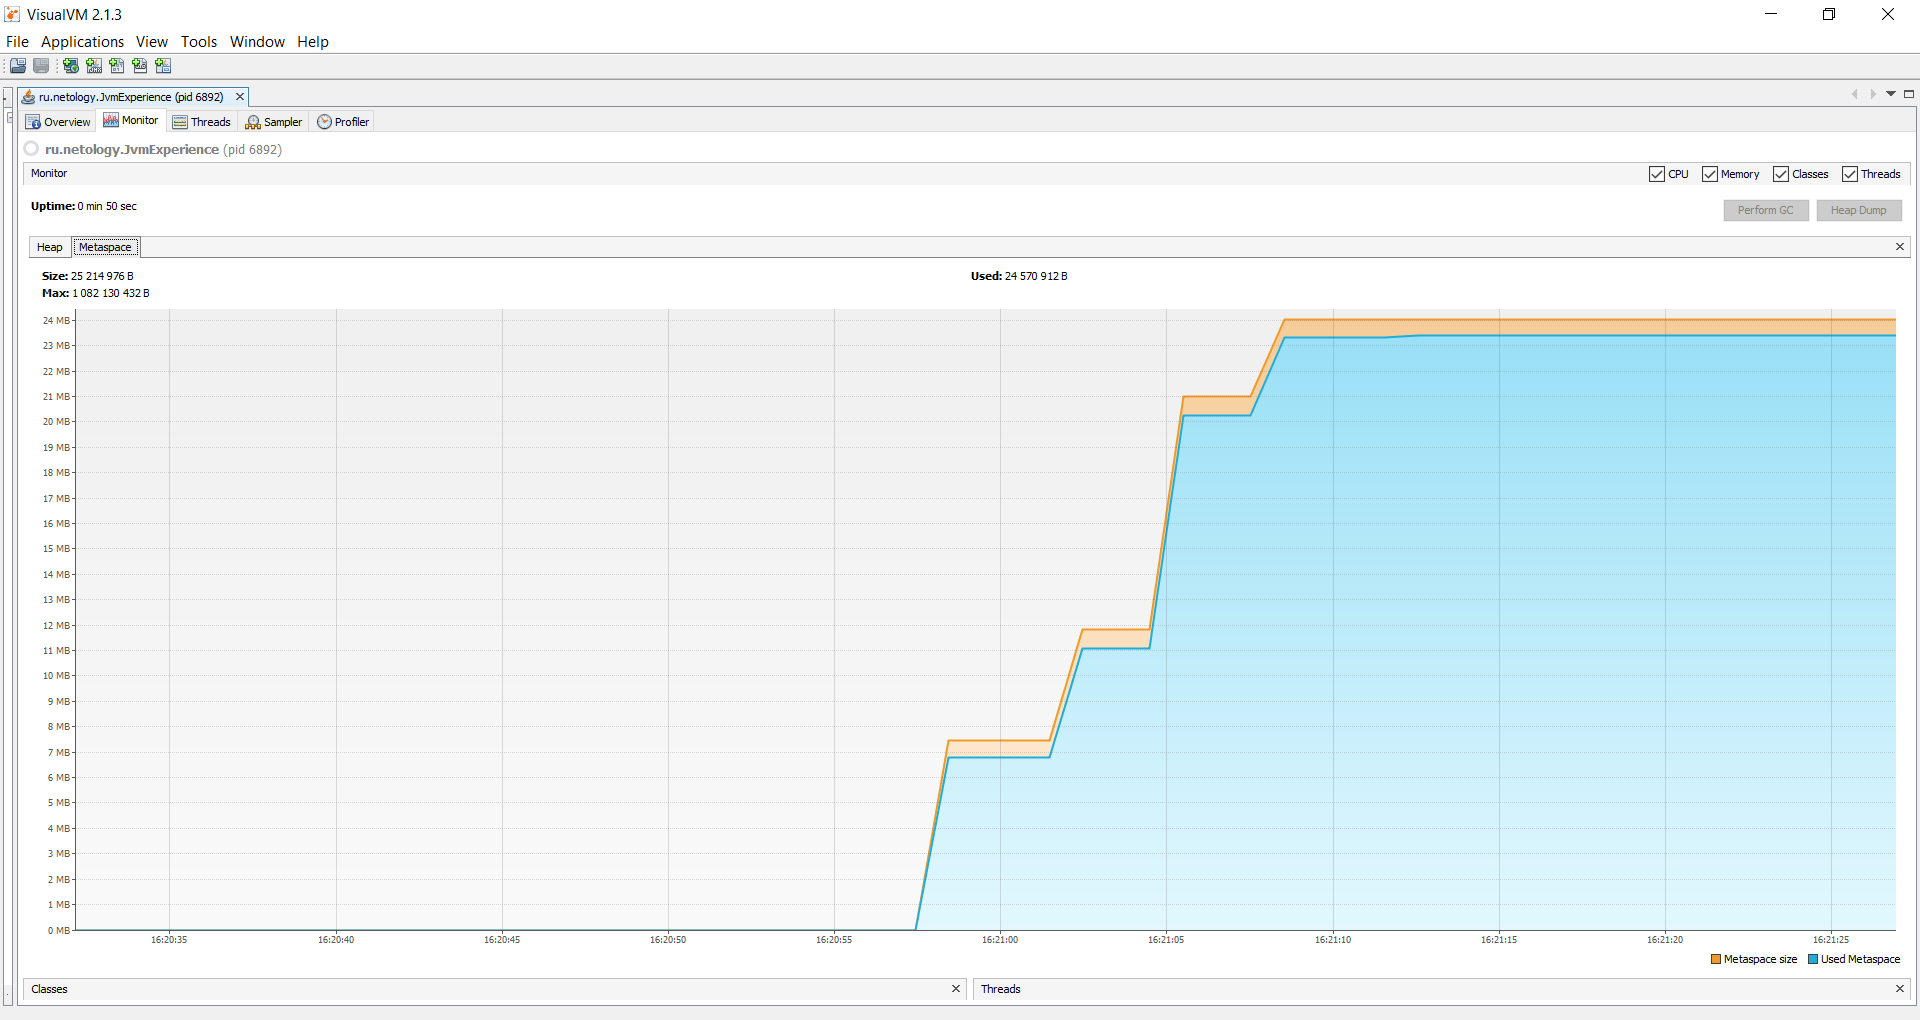 VisualVM 2.1.3
File Applications View Tools Window Help
ru.netology.JvmExperience (pid 6892)
Overview Monitor Threads Sampler Profiler
ru.netology.JvmExperience (pid 6892)
Monitor CPU Memory Classes Threads
Uptime: 0 min 50 sec
Perform GC Heap Dump
Heap Metaspace
Size: 25 214 976 B Used: 24 570 912 B
Max: 1 082 130 432 B
24 MB
23 MB
22 MB
21 MB
20 MB
19 MB
18 MB
17 MB
16 MB
15 MB
14 MB
13 MB
12 MB
11 MB
10 MB
9 MB
8 MB
7 MB
6 MB
5 MB
4 MB
3 MB
2 MB
1 MB
0 MB
16:20:35 16:20:40 16:20:45 16:20:50 16:20:55 16:21:00 16:21:05 16:21:10 16:21:15 16:21:20 16:21:25
Metaspace size Used Metaspace
Classes Threads